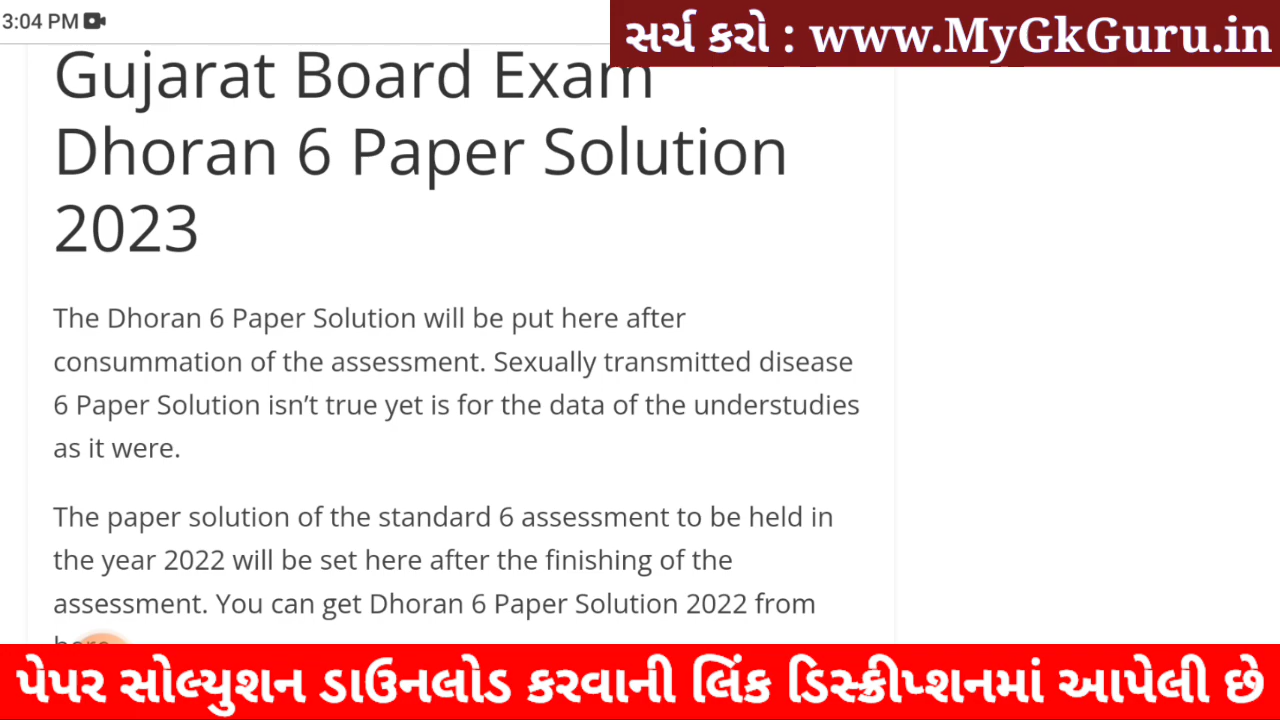 3:04 PM
સર્ચ કરો : www.MyGkGuru.in
Gujarat Board Exam
Dhoran 6 Paper Solution
2023
The Dhoran 6 Paper Solution will be put here after
consummation of the assessment. Sexually transmitted disease
6 Paper Solution isn’t true yet is for the data of the understudies
as it were.
The paper solution of the standard 6 assessment to be held in
the year 2022 will be set here after the finishing of the
assessment. You can get Dhoran 6 Paper Solution 2022 from
પેપર સોલ્યુશન ડાઉનલોડ કરવાની લિંક ડિસ્ક્રીપ્શનમાં આપેલી છે